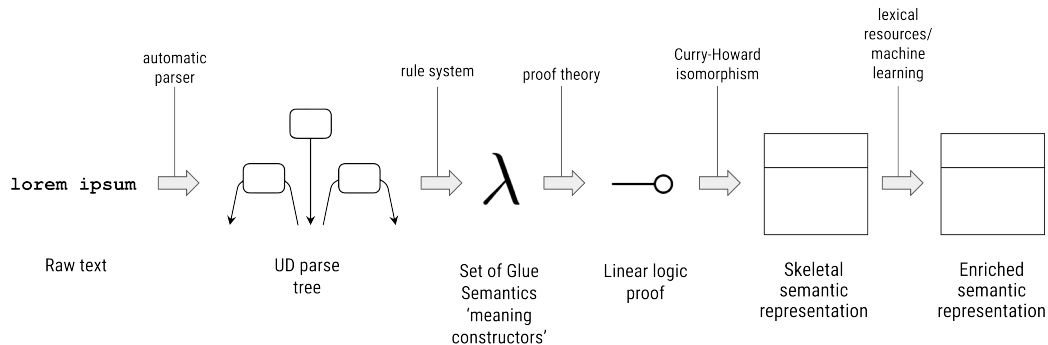 automatic
parser
rule system
proof theory
Curry-Howard
isomorphism
lexical
resources/
machine
learning
lorem ipsum
λ
Raw text
UD parse
tree
Set of Glue
Semantics
‘meaning
constructors’
Linear logic
proof
Skeletal
semantic
representation
Enriched
semantic
representation